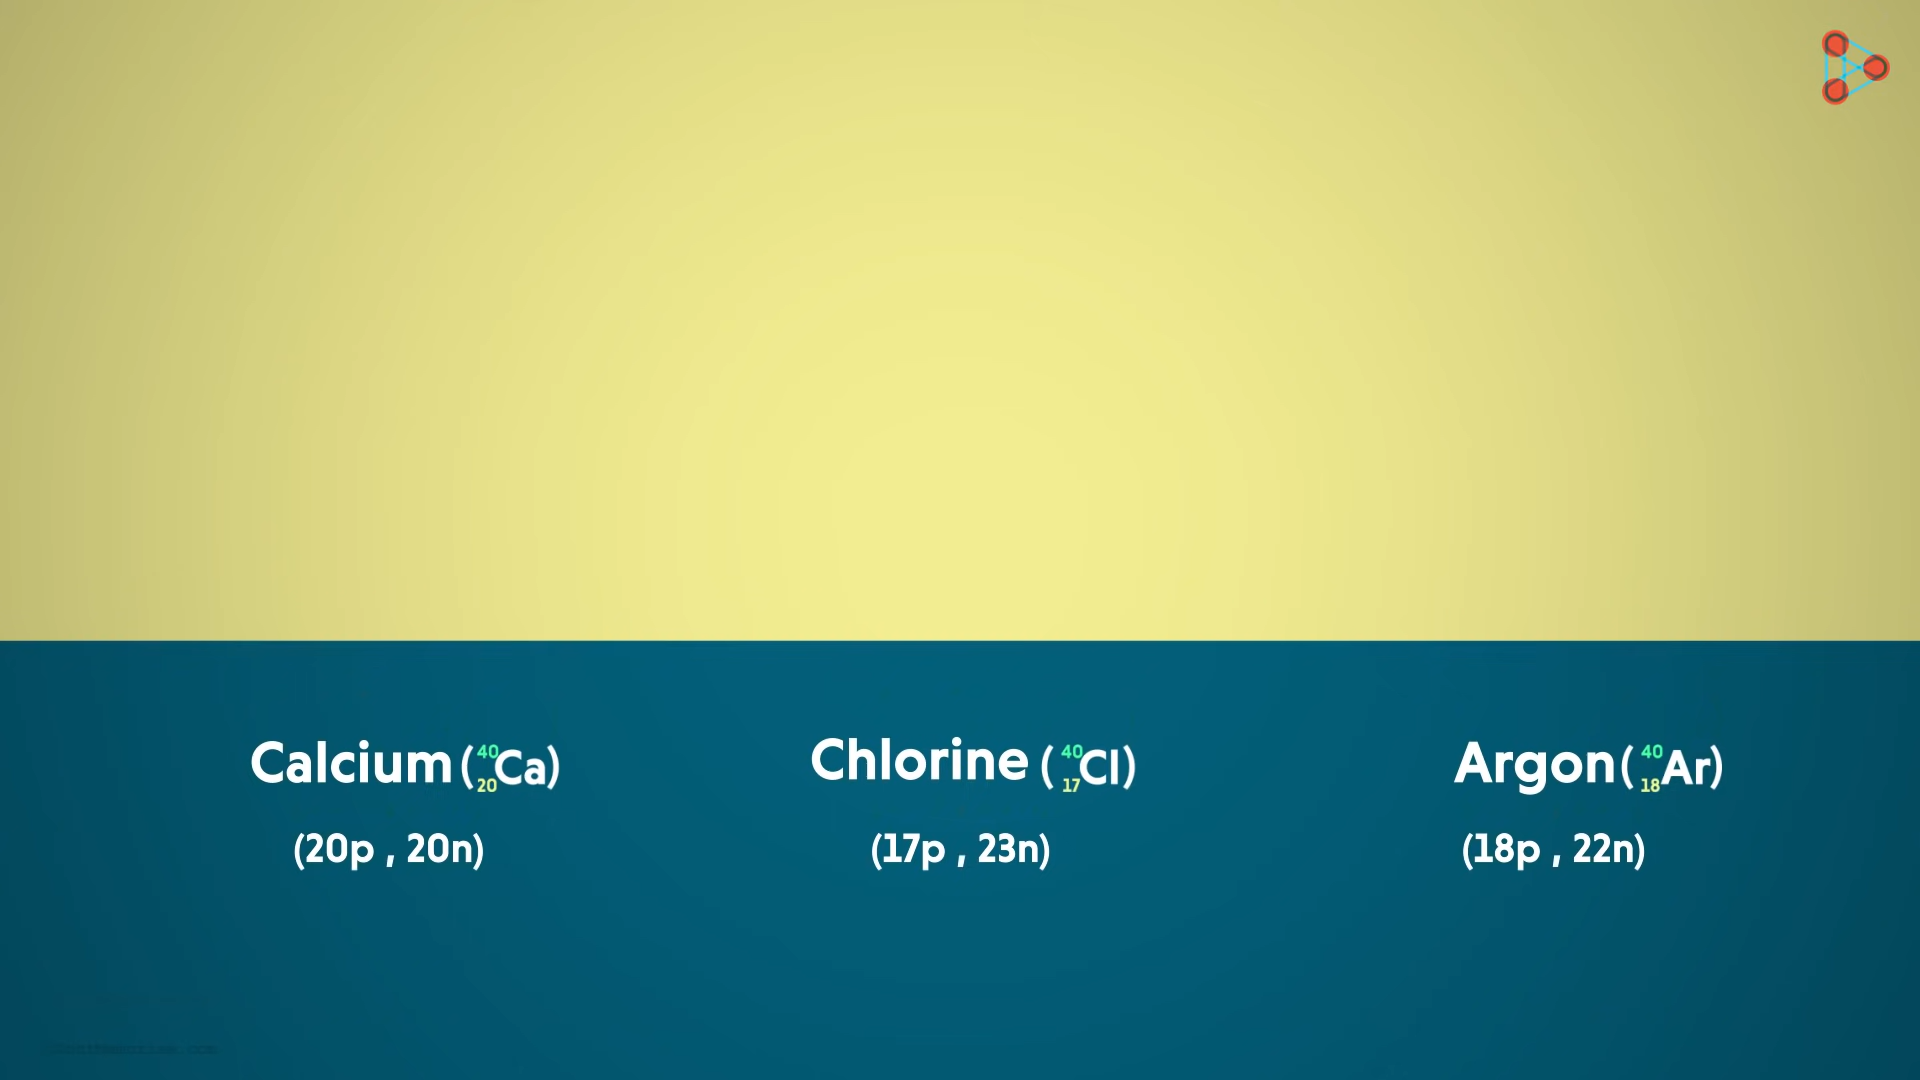 Calcium (⁴⁰₂₀Ca) Chlorine (⁴⁰₁₇Cl) Argon (⁴⁰₁₈Ar)
(20p , 20n) (17p , 23n) (18p , 22n)